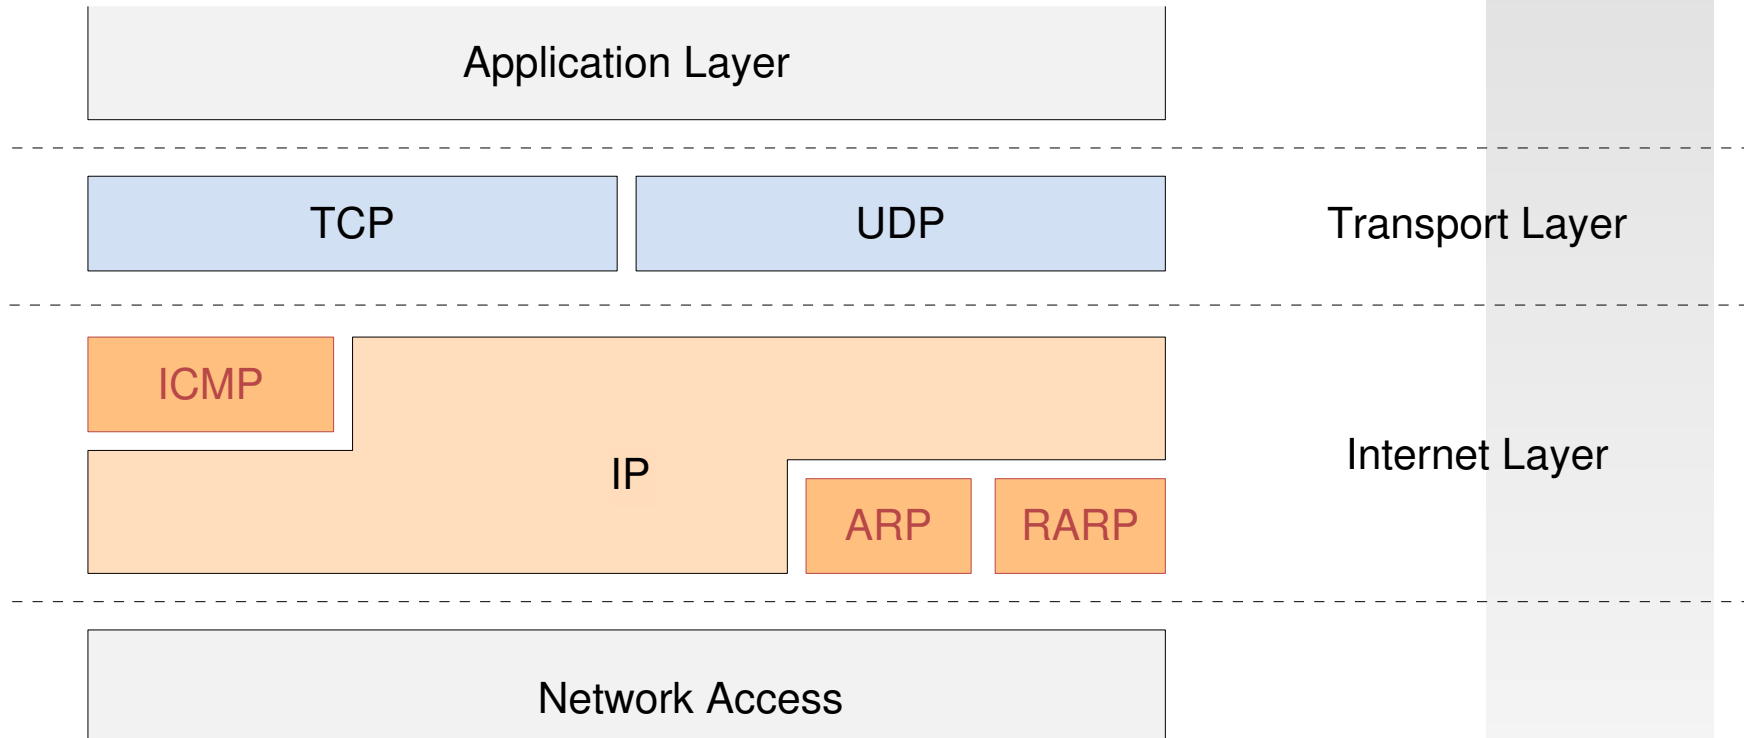 Application Layer
TCP
UDP
Transport Layer
ICMP
IP
Internet Layer
ARP
RARP
Network Access